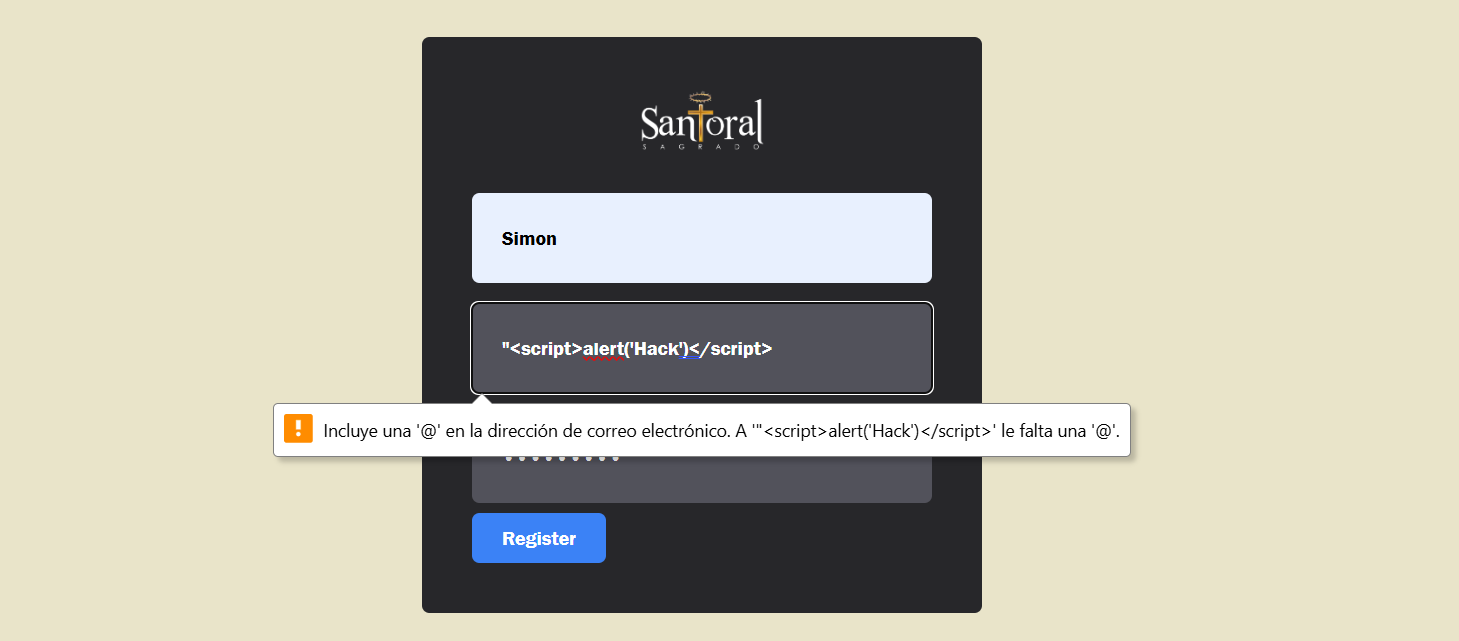 Santoral
SAGRADO
Simon
"<script>alert('Hack')</script>
Incluye una '@' en la dirección de correo electrónico. A '"<script>alert('Hack')</script>' le falta una '@'.
Register